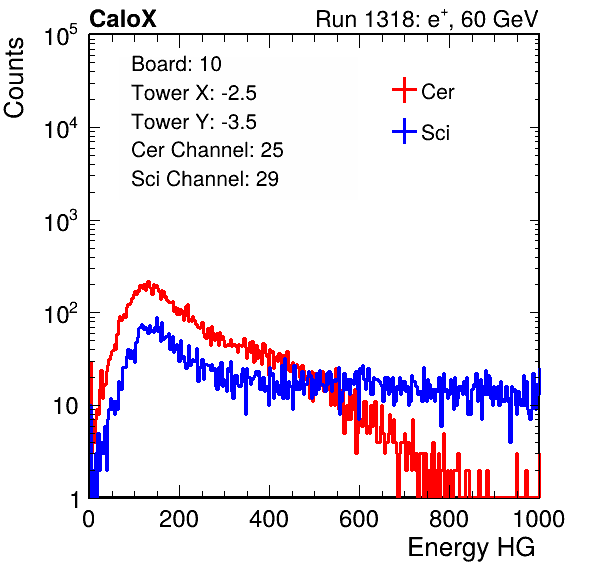 CaloX Run 1318: e⁺, 60 GeV
Counts
Board: 10
Tower X: -2.5
Tower Y: -3.5
Cer Channel: 25
Sci Channel: 29
Cer
Sci
10⁵
10⁴
10³
10²
10
1
0 200 400 600 800 1000
Energy HG